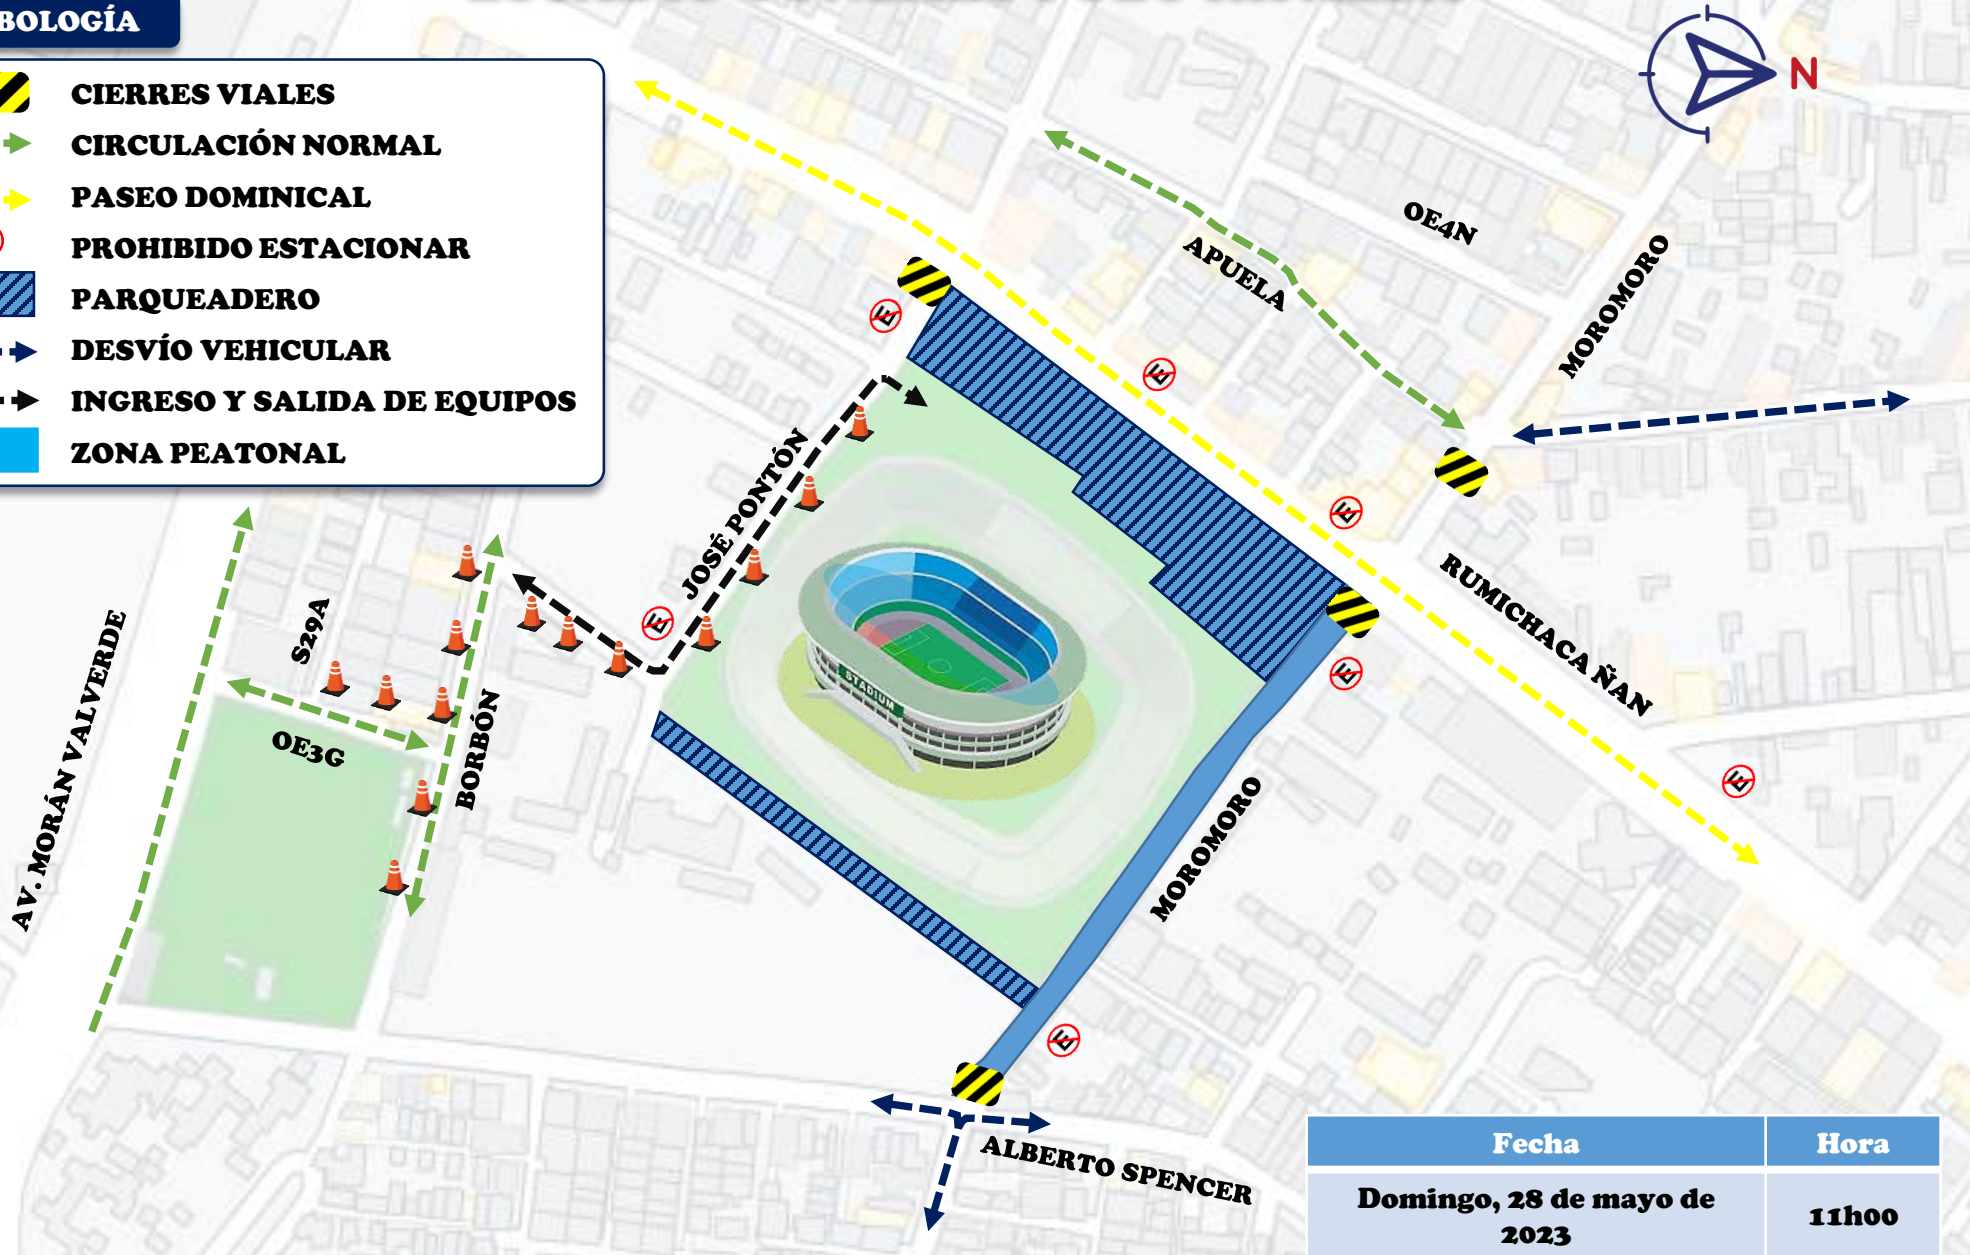 BOLOGÍA
CIERRES VIALES
CIRCULACIÓN NORMAL
PASEO DOMINICAL
PROHIBIDO ESTACIONAR
PARQUEADERO
DESVÍO VEHICULAR
INGRESO Y SALIDA DE EQUIPOS
ZONA PEATONAL
N
OE4N
APUELA
MOROMORO
E
E
E
JOSÉ PONTÓN
RUMICHACA ÑAN
E
E
S29A
STADIUM
OE3G
BORBÓN
AV. MORÁN VALVERDE
E
MOROMORO
E
ALBERTO SPENCER
Fecha
Hora
Domingo, 28 de mayo de
2023
11h00